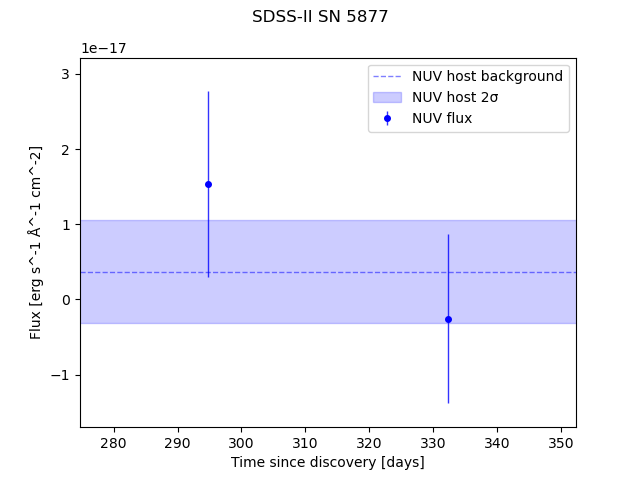 SDSS-II SN 5877
1e−17
NUV host background
NUV host 2σ
NUV flux
3
2
1
0
−1
Flux [erg s^-1 Å^-1 cm^-2]
280 290 300 310 320 330 340 350
Time since discovery [days]